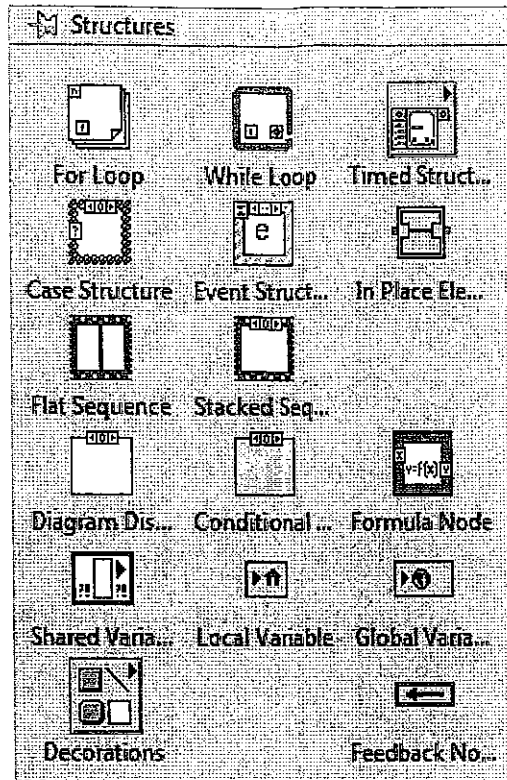 Structures
For Loop While Loop Timed Struct...
Case Structure Event Struct... In Place Ele...
Flat Sequence Stacked Seq...
Diagram Dis... Conditional ... Formula Node
Shared Varia... Local Variable Global Varia...
Decorations Feedback No...